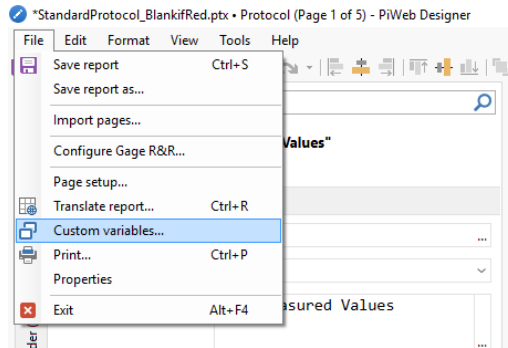 *StandardProtocol_BlankifRed.ptx • Protocol (Page 1 of 5) - PiWeb Designer
File Edit Format View Tools Help
Save report Ctrl+S
Save report as...
Import pages...
Values"
Configure Gage R&R...
Page setup...
Translate report... Ctrl+R
Custom variables...
...
Print... Ctrl+P
Properties
Exit Alt+F4
asured Values
der
...